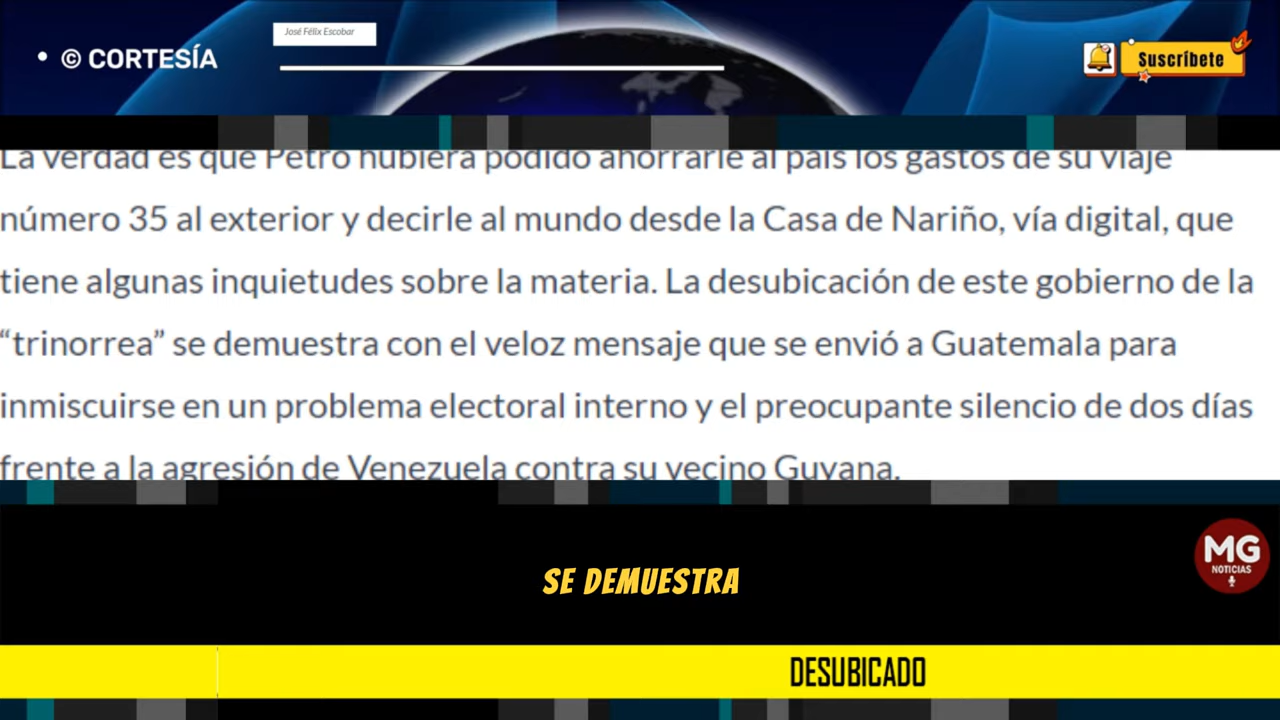 José Félix Escobar
• © CORTESÍA
Suscríbete
La verdad es que Petro hubiera podido ahorrarle al país los gastos de su viaje
número 35 al exterior y decirle al mundo desde la Casa de Nariño, vía digital, que
tiene algunas inquietudes sobre la materia. La desubicación de este gobierno de la
“trinorrea” se demuestra con el veloz mensaje que se envió a Guatemala para
inmiscuirse en un problema electoral interno y el preocupante silencio de dos días
frente a la agresión de Venezuela contra su vecino Guyana.
MG
NOTICIAS
SE DEMUESTRA
DESUBICADO